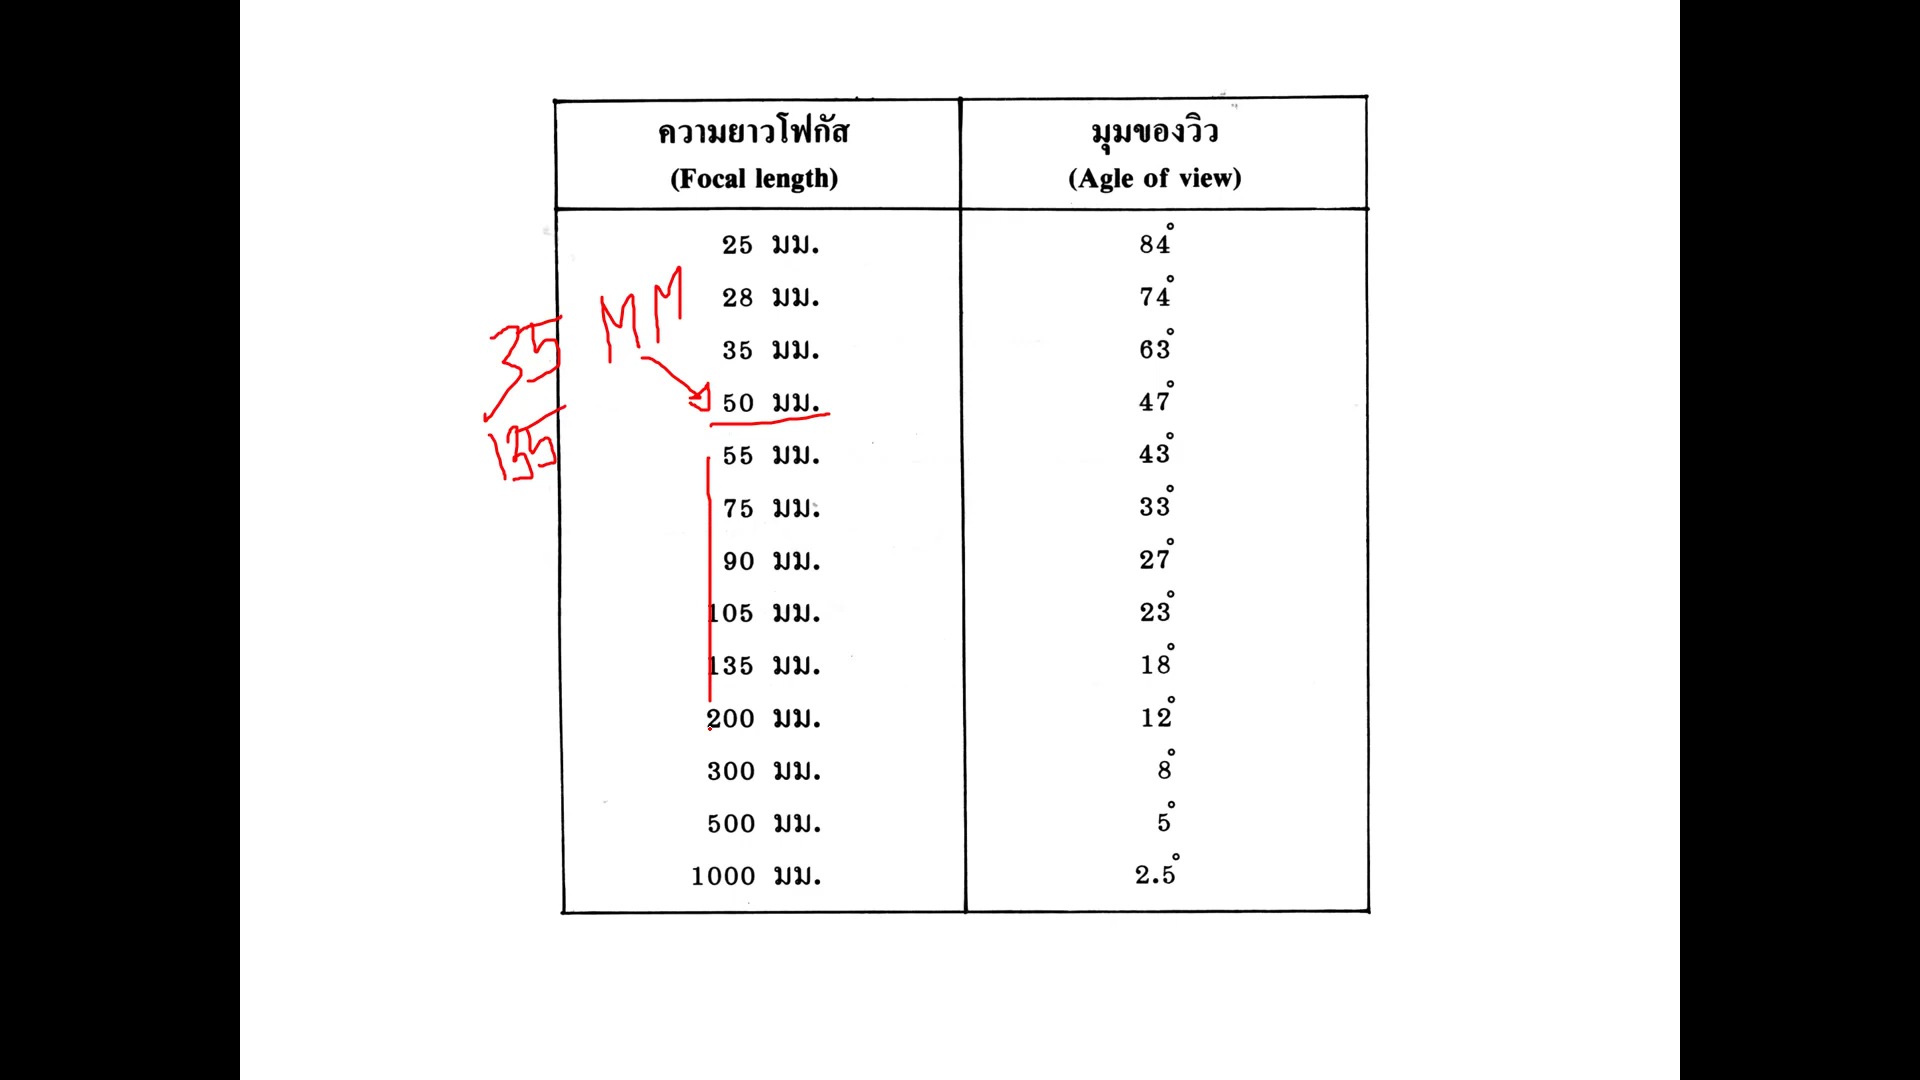 ความยาวโฟกัส มุมของวิว
(Focal length) (Agle of view)
25 มม. 84°
28 มม. 74°
MM
35
35 มม. 63°
50 มม. 47°
135
55 มม. 43°
75 มม. 33°
90 มม. 27°
105 มม. 23°
135 มม. 18°
200 มม. 12°
300 มม. 8°
500 มม. 5°
1000 มม. 2.5°